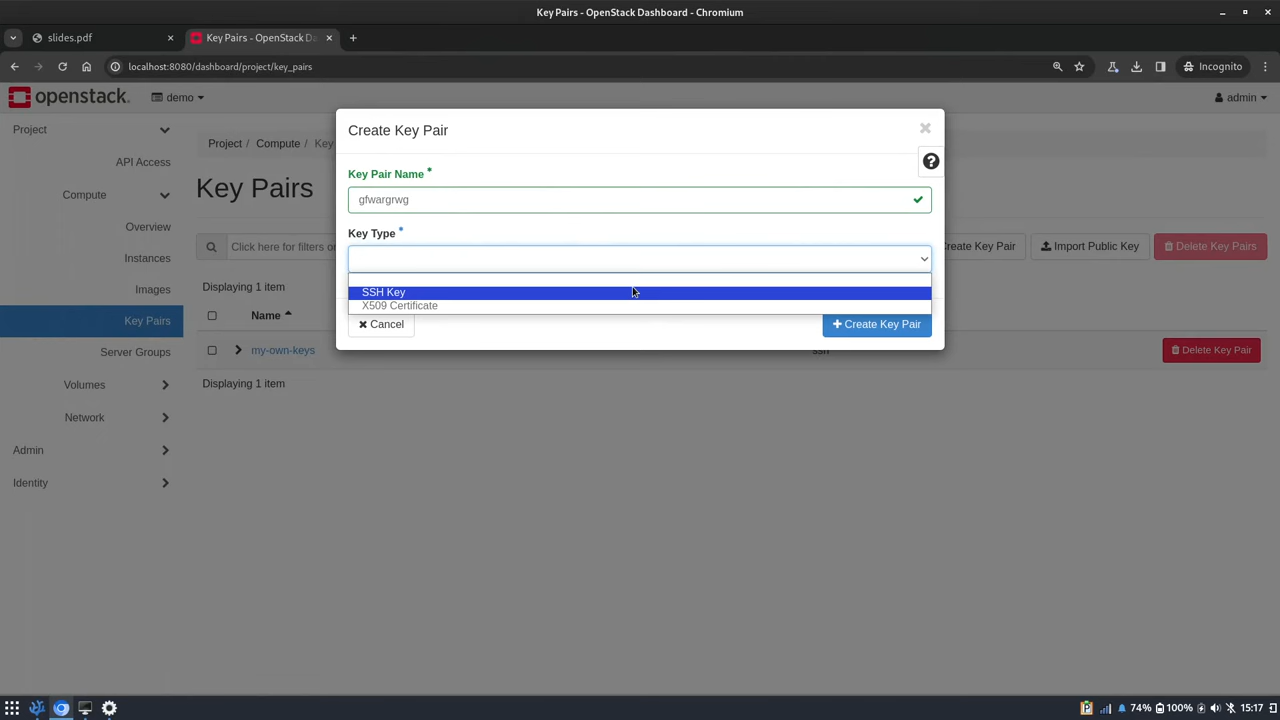 Key Pairs - OpenStack Dashboard - Chromium
slides.pdf
Key Pairs - OpenStack Da
localhost:8080/dashboard/project/key_pairs
Incognito
openstack.
demo
admin
Project
API Access
Compute
Overview
Instances
Images
Key Pairs
Server Groups
Volumes
Network
Admin
Identity
Project / Compute / Key
Key Pairs
Click here for filters o
reate Key Pair
Import Public Key
Delete Key Pairs
Displaying 1 item
Name
my-own-keys
ssh
Delete Key Pair
Displaying 1 item
Create Key Pair
Key Pair Name *
gfwargrwg
Key Type *
SSH Key
X509 Certificate
Cancel
Create Key Pair
74% 100% 15:17